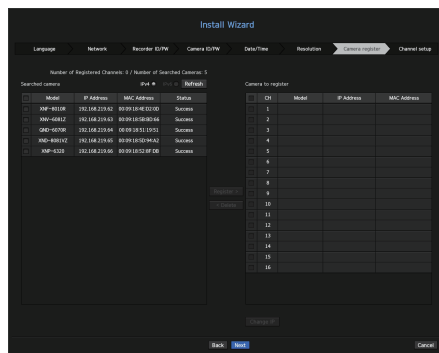 Install Wizard
Language Network Recorder ID/PW Camera ID/PW Date/Time Resolution Camera register Channel setup
Number of Registered Channels: 0 / Number of Searched Cameras: 5
Searched camera IPv4 IPv6 Refresh Camera to register
Model IP Address MAC Address Status CH Model IP Address MAC Address
XNF-8010R 192.168.219.62 00:09:18:4E:D2:0D Success 1
XNV-6081Z 192.168.219.63 00:09:18:5B:BD:66 Success 2
QND-6070R 192.168.219.64 00:09:18:51:19:51 Success 3
XND-8081VZ 192.168.219.65 00:09:18:5D:94:A2 Success 4
XNP-6320 192.168.219.66 00:09:18:52:8F:DB Success 5
6
7
8
Register > 9
< Delete 10
11
12
13
14
15
16
Change IP
Back Next Cancel